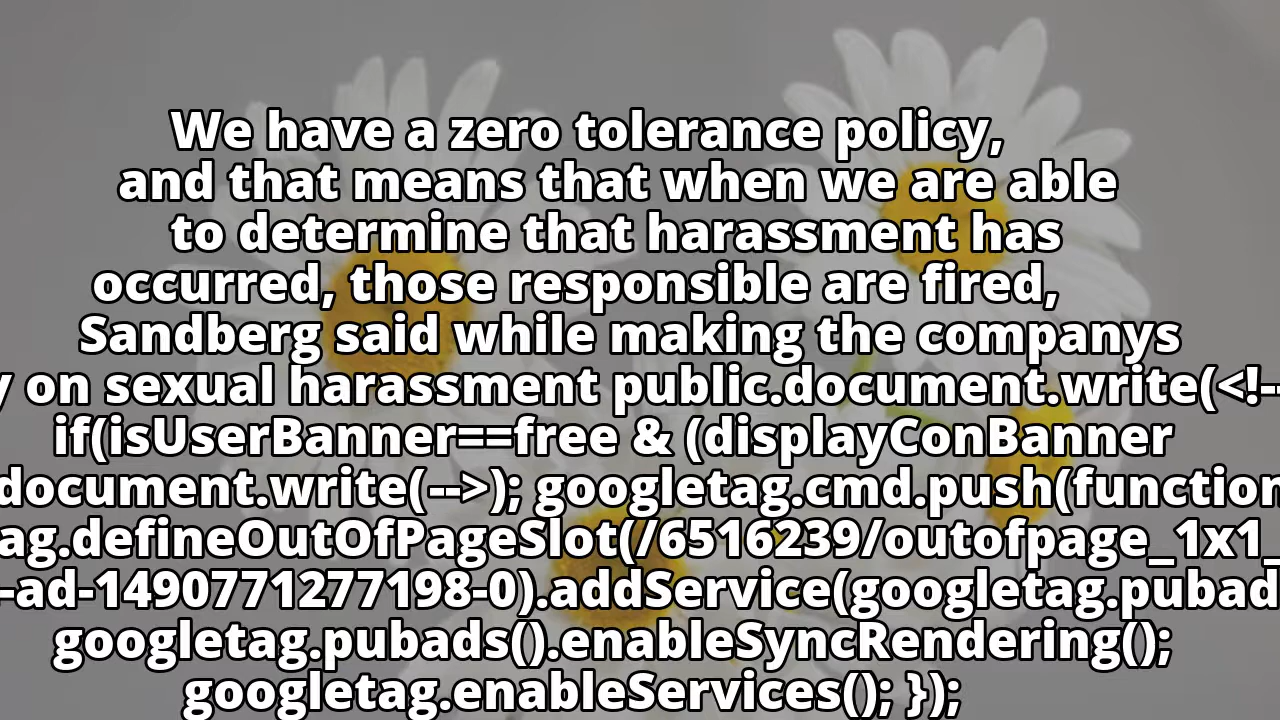 We have a zero tolerance policy,
and that means that when we are able
to determine that harassment has
occurred, those responsible are fired,
Sandberg said while making the companys
on sexual harassment public.document.write(<!--
if(isUserBanner==free & (displayConBanner
document.write(-->); googletag.cmd.push(function
ag.defineOutOfPageSlot(/6516239/outofpage_1x1_
-ad-1490771277198-0).addService(googletag.pubad
googletag.pubads().enableSyncRendering();
googletag.enableServices(); });